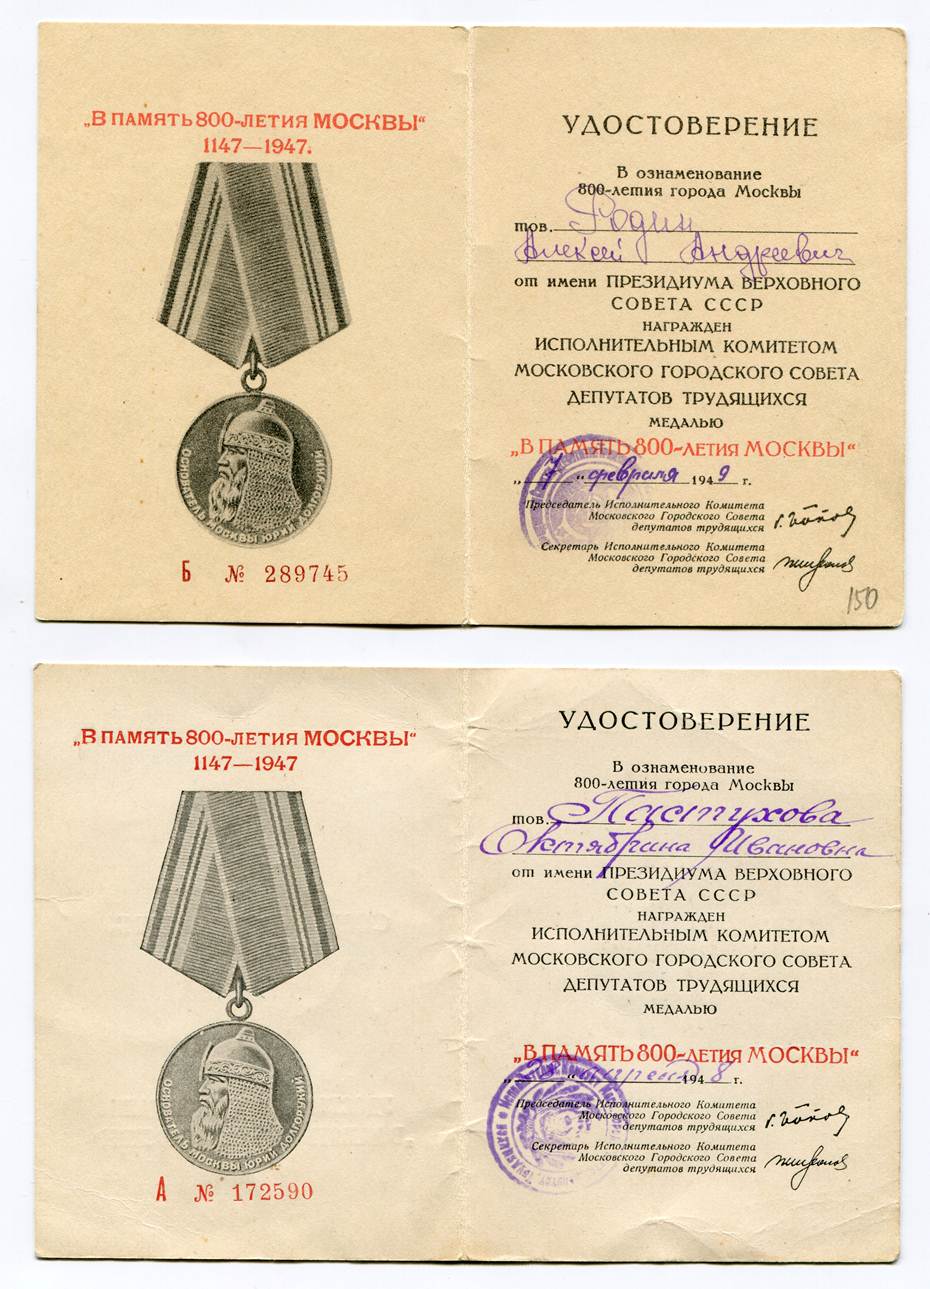 „В ПАМЯТЬ 800-ЛЕТИЯ МОСКВЫ“
1147—1947.
ОСНОВАТЕЛЬ МОСКВЫ ЮРИЙ ДОЛГОРУКИЙ
Б № 289745
УДОСТОВЕРЕНИЕ
В ознаменование
800-летия города Москвы
тов. Родин
Алексей Андреевич
от имени ПРЕЗИДИУМА ВЕРХОВНОГО
СОВЕТА СССР
НАГРАЖДЕН
ИСПОЛНИТЕЛЬНЫМ КОМИТЕТОМ
МОСКОВСКОГО ГОРОДСКОГО СОВЕТА
ДЕПУТАТОВ ТРУДЯЩИХСЯ
МЕДАЛЬЮ
„В ПАМЯТЬ 800-ЛЕТИЯ МОСКВЫ“
„7“ февраля 1949 г.
Председатель Исполнительного Комитета
Московского Городского Совета
депутатов трудящихся
Секретарь Исполнительного Комитета
Московского Городского Совета
депутатов трудящихся
150
„В ПАМЯТЬ 800-ЛЕТИЯ МОСКВЫ“
1147—1947
ОСНОВАТЕЛЬ МОСКВЫ ЮРИЙ ДОЛГОРУКИЙ
А № 172590
УДОСТОВЕРЕНИЕ
В ознаменование
800-летия города Москвы
тов. Пастухова
Октябрина Ивановна
от имени ПРЕЗИДИУМА ВЕРХОВНОГО
СОВЕТА СССР
НАГРАЖДЕН
ИСПОЛНИТЕЛЬНЫМ КОМИТЕТОМ
МОСКОВСКОГО ГОРОДСКОГО СОВЕТА
ДЕПУТАТОВ ТРУДЯЩИХСЯ
МЕДАЛЬЮ
„В ПАМЯТЬ 800-ЛЕТИЯ МОСКВЫ“
апреля 1948 г.
Председатель Исполнительного Комитета
Московского Городского Совета
депутатов трудящихся
Секретарь Исполнительного Комитета
Московского Городского Совета
депутатов трудящихся